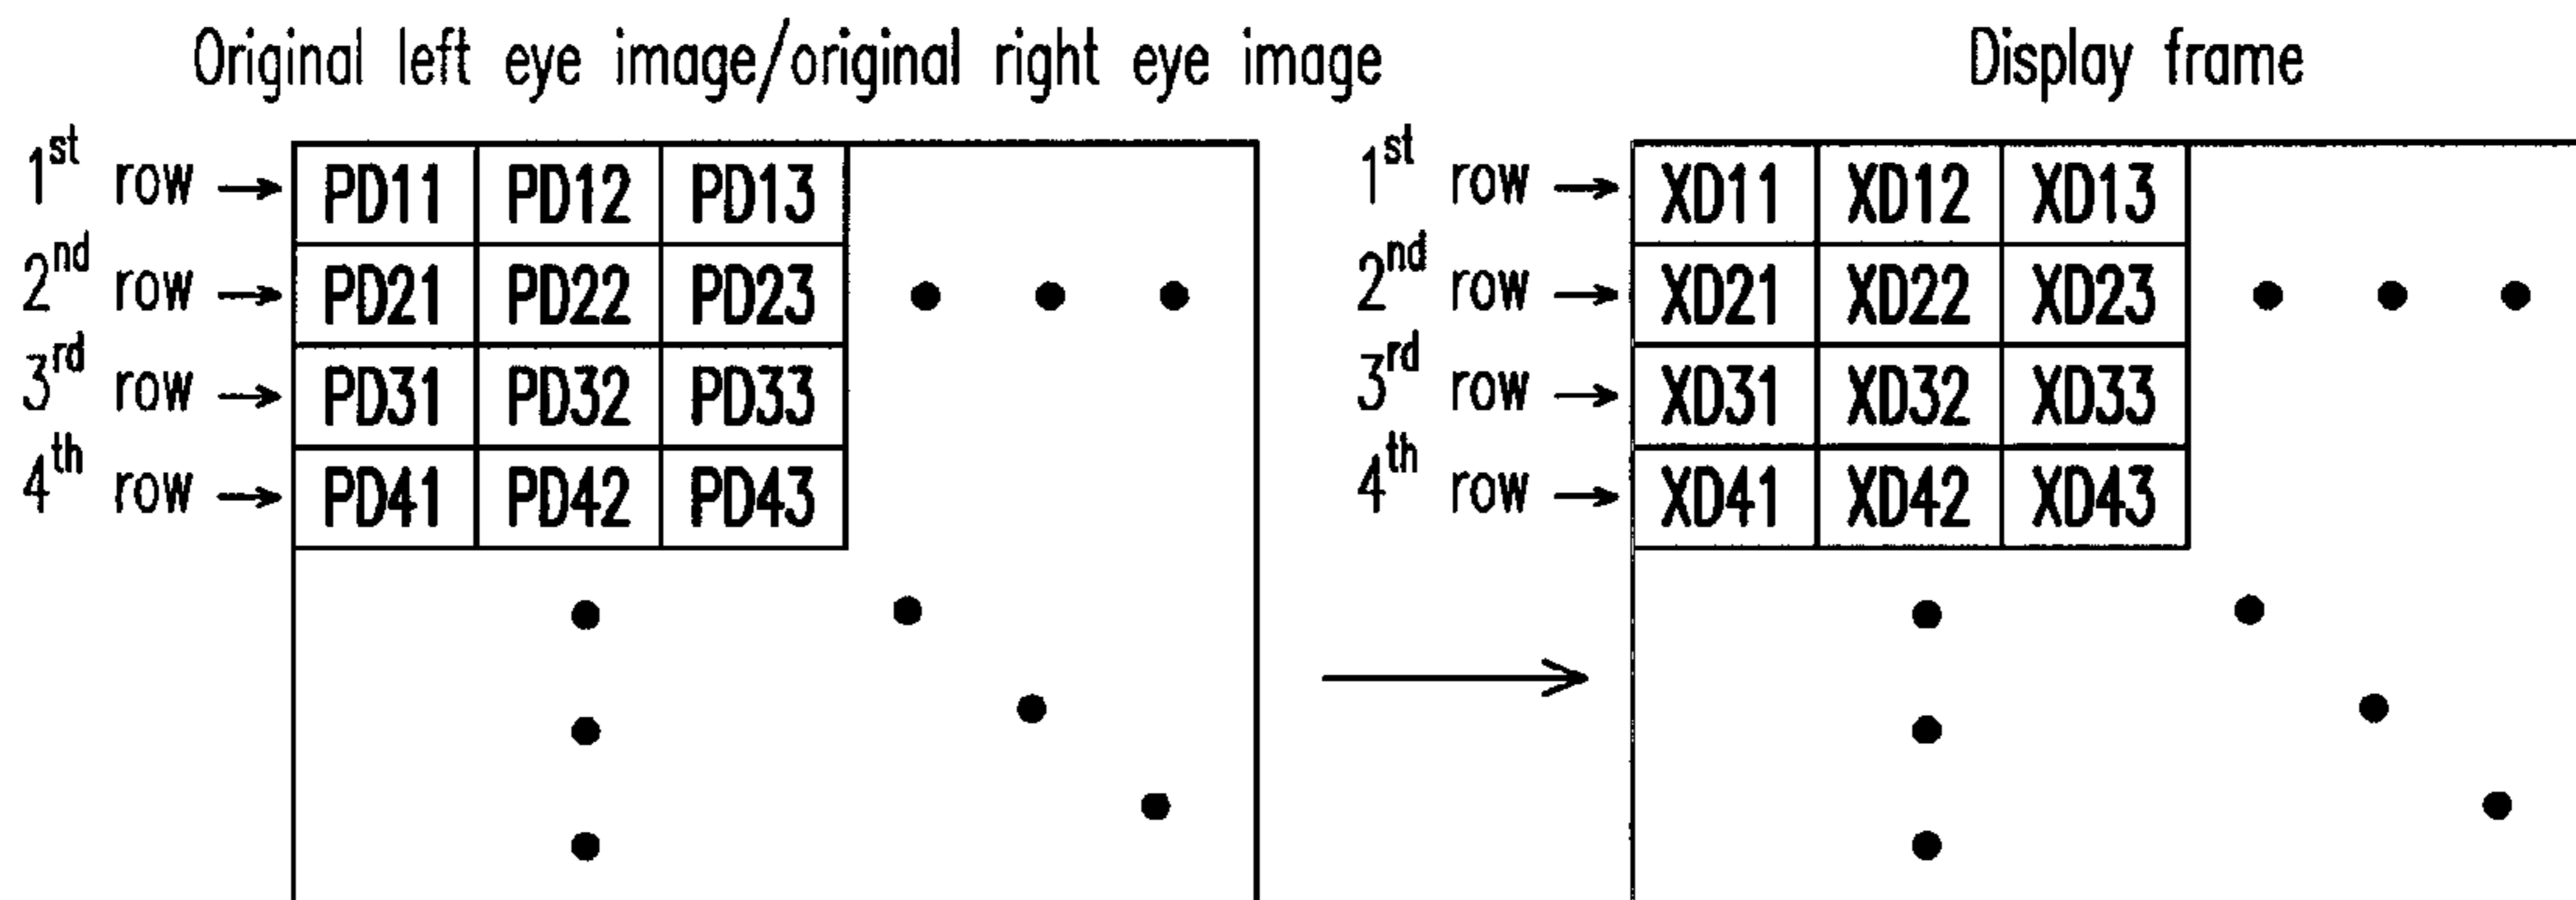 Original left eye image/original right eye image
1st row → PD11 PD12 PD13
2nd row → PD21 PD22 PD23
3rd row → PD31 PD32 PD33
4th row → PD41 PD42 PD43
Display frame
1st row → XD11 XD12 XD13
2nd row → XD21 XD22 XD23
3rd row → XD31 XD32 XD33
4th row → XD41 XD42 XD43